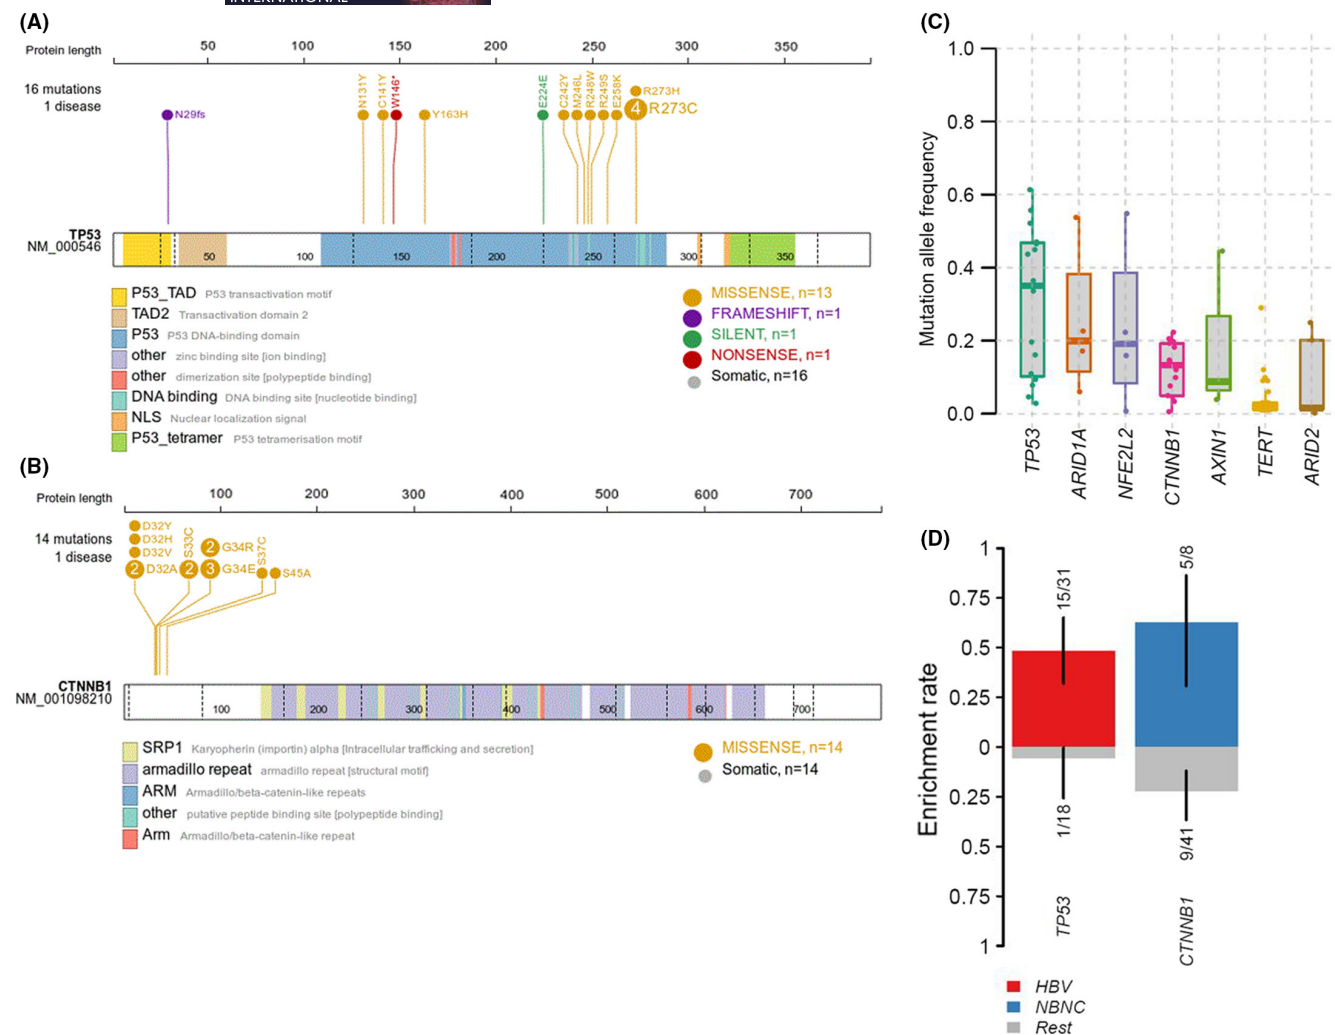 INTERNATIONAL
(A)
Protein length
50 100 150 200 250 300 350
16 mutations
1 disease
N29fs
N131Y
C141Y
W146*
Y163H
E224E
C242Y
M246L
R248W
R249S
E258K
R273H
4 R273C
TP53
NM_000546
50 100 150 200 250 300 350
P53_TAD P53 transactivation motif
TAD2 Transactivation domain 2
P53 P53 DNA-binding domain
other zinc binding site [ion binding]
other dimerization site [polypeptide binding]
DNA binding DNA binding site [nucleotide binding]
NLS Nuclear localization signal
P53_tetramer P53 tetramerisation motif
MISSENSE, n=13
FRAMESHIFT, n=1
SILENT, n=1
NONSENSE, n=1
Somatic, n=16
(B)
Protein length
100 200 300 400 500 600 700
14 mutations
1 disease
D32Y
D32H
D32V
2 D32A
S33C
2
2 G34R
3 G34E
S37C
S45A
CTNNB1
NM_001098210
100 200 300 400 500 600 700
SRP1 Karyopherin (importin) alpha [Intracellular trafficking and secretion]
armadillo repeat armadillo repeat [structural motif]
ARM Armadillo/beta-catenin-like repeats
other putative peptide binding site [polypeptide binding]
Arm Armadillo/beta-catenin-like repeat
MISSENSE, n=14
Somatic, n=14
(C)
Mutation allele frequency
1.0
0.8
0.6
0.4
0.2
0.0
TP53
ARID1A
NFE2L2
CTNNB1
AXIN1
TERT
ARID2
(D)
Enrichment rate
1
0.75
0.5
0.25
0
0.25
0.5
0.75
1
15/31
5/8
1/18
9/41
TP53
CTNNB1
HBV
NBNC
Rest